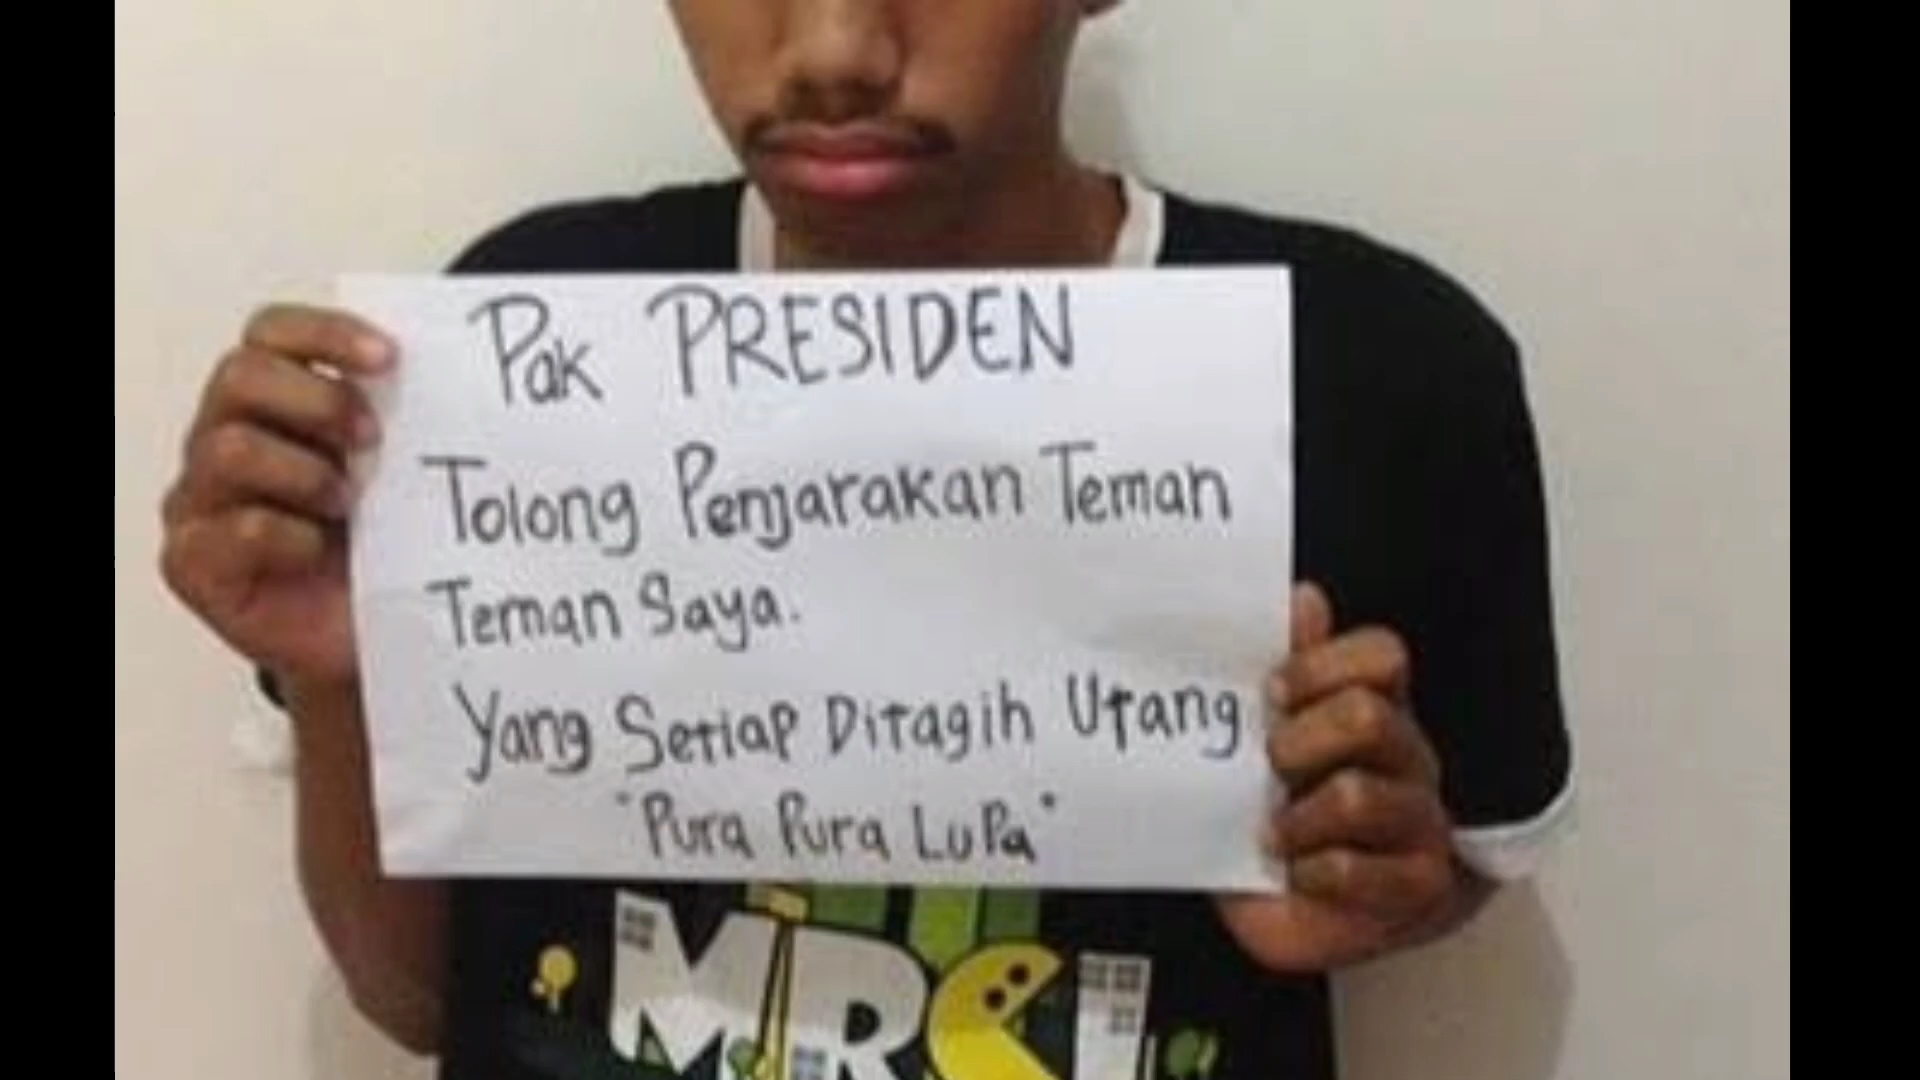 Pak PRESIDEN
Tolong Penjarakan Teman
Teman Saya.
Yang Setiap Ditagih Utang
"Pura Pura LuPa"